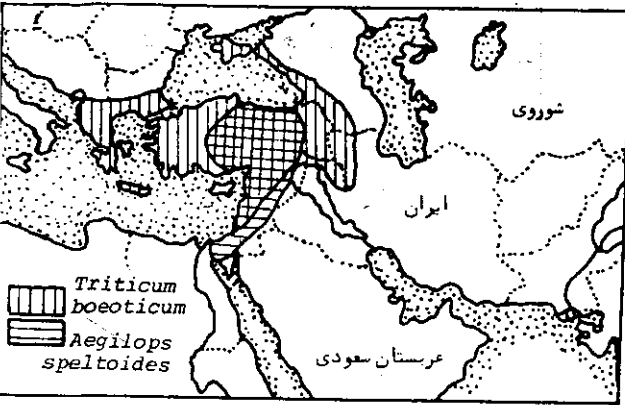 شوروی
ایران
Triticum
boeoticum
Aegilops
speltoides
عربستان سعودی